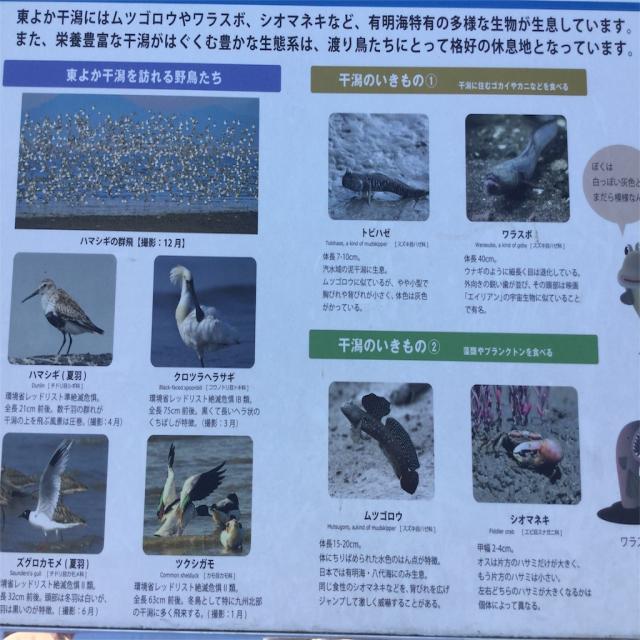 東よか干潟にはムツゴロウやワラスボ、シオマネキなど、有明海特有の多様な生物が生息しています。
また、栄養豊富な干潟がはぐくむ豊かな生態系は、渡り鳥たちにとって格好の休息地となっています。
東よか干潟を訪れる野鳥たち
ハマシギの群飛【撮影：12月】
ハマシギ（夏羽）
Dunlin [チドリ目シギ科]
環境省レッドリスト準絶滅危惧。
全長21cm前後。数千羽の群れが
干潟の上を飛ぶ風景は圧巻。（撮影：4月）
クロツラヘラサギ
Black-faced spoonbill [コウノトリ目トキ科]
環境省レッドリスト絶滅危惧IB類。
全長75cm前後。黒くて長いヘラ状の
くちばしが特徴。（撮影：3月）
ズグロカモメ（夏羽）
Saunders's gull [チドリ目カモメ科]
境省レッドリスト絶滅危惧II類。
長32cm前後。頭部は冬羽は白いが、
羽は黒いのが特徴。（撮影：6月）
ツクシガモ
Common shelduck [カモ目カモ科]
環境省レッドリスト絶滅危惧II類。
全長63cm前後。冬鳥として特に九州北部
の干潟に多く飛来する。（撮影：1月）
干潟のいきもの① 干潟に住むゴカイやカニなどを食べる
トビハゼ
Tobihaze, a kind of mudskipper [スズキ目ハゼ科]
体長7-10cm。
汽水域の泥干潟に生息。
ムツゴロウに似ているが、やや小型で
胸びれや背びれが小さく、体色は灰色
がかっている。
ワラスボ
Warasubo, a kind of goby [スズキ目ハゼ科]
体長40cm。
ウナギのように細長く目は退化している。
外向きの鋭い歯が並び、その頭部は映画
「エイリアン」の宇宙生物に似ていること
で有名。
干潟のいきもの② 藻類やプランクトンを食べる
ムツゴロウ
Mutsugoro, a kind of mudskipper [スズキ目ハゼ科]
体長15-20cm。
体にちりばめられた水色のはん点が特徴。
日本では有明海・八代海にのみ生息。
同じ食性のシオマネキなどを、背びれを広げ
ジャンプして激しく威嚇することがある。
シオマネキ
Fiddler crab [エビ目スナガニ科]
甲幅2-4cm。
オスは片方のハサミだけが大きく、
もう片方のハサミは小さい。
左右どちらのハサミが大きくなるかは
個体によって異なる。
ぼくは
白っぽい灰色と
まだら模様なん
ワラス